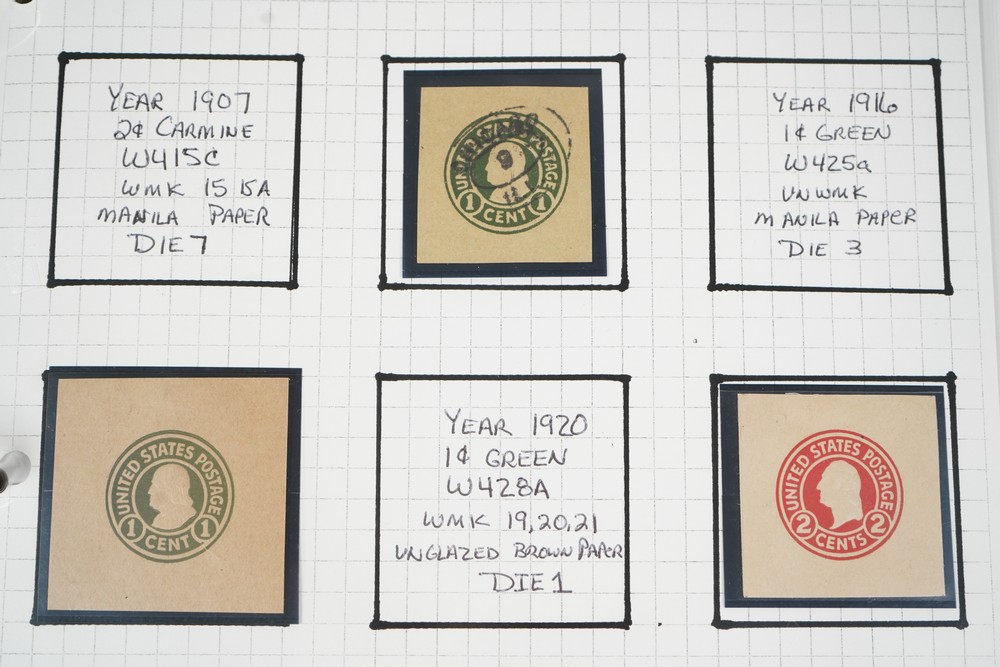 YEAR 1907
2¢ CARMINE
W415C
WMK 15 15A
MANILA PAPER
DIE 7
UNITED STATES POSTAGE
1 CENT 1
9
11
YEAR 1916
1¢ GREEN
W425a
UNWMK
MANILA PAPER
DIE 3
UNITED STATES POSTAGE
1 CENT 1
YEAR 1920
1¢ GREEN
W428A
WMK 19,20,21
UNGLAZED BROWN PAPER
DIE 1
UNITED STATES POSTAGE
2 CENTS 2